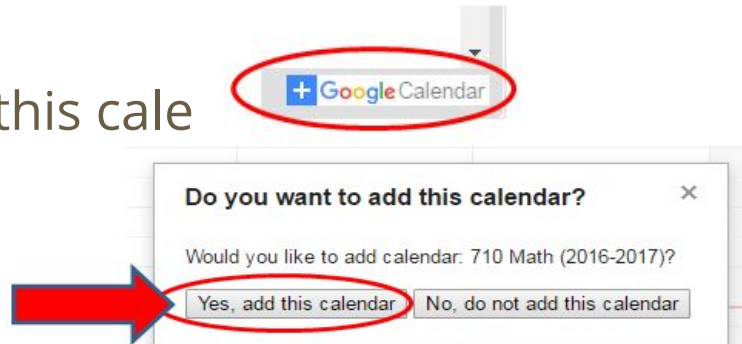 + Google Calendar
this cale
Do you want to add this calendar? ×
Would you like to add calendar: 710 Math (2016-2017)?
Yes, add this calendar No, do not add this calendar